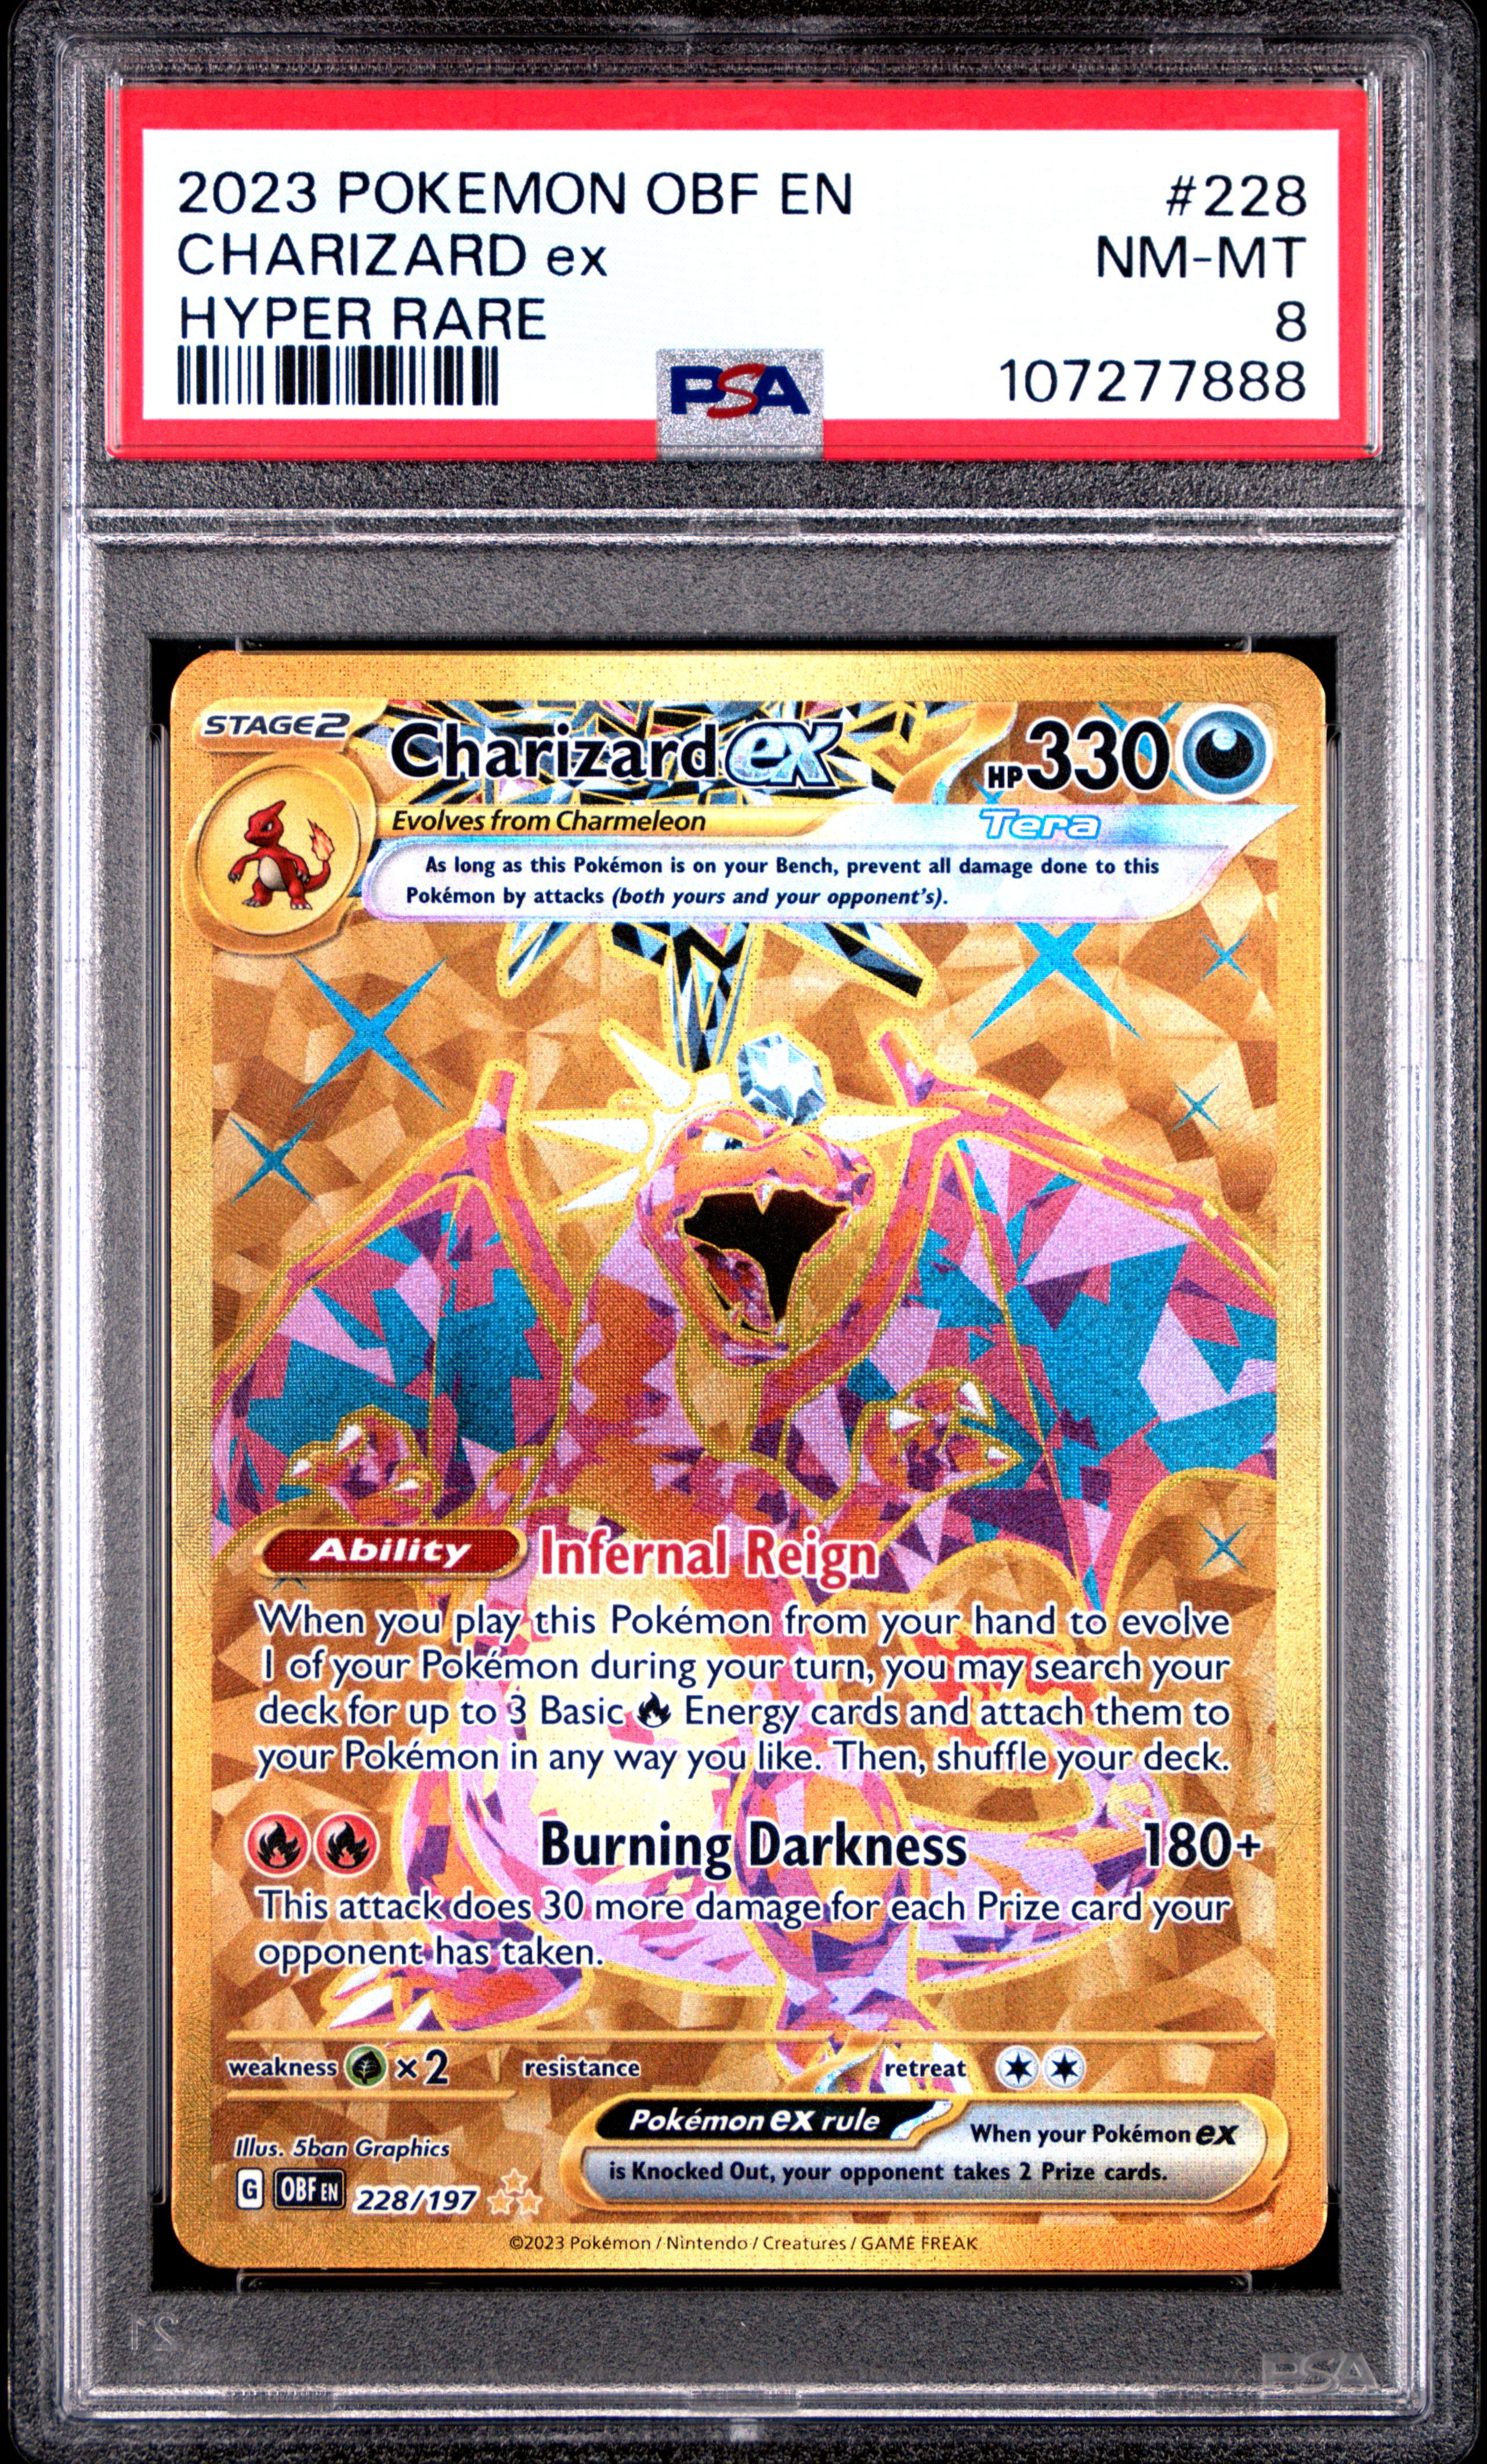 2023 POKEMON OBF EN #228
CHARIZARD ex NM-MT
HYPER RARE 8
PSA 107277888
STAGE2 Charizard ex HP 330
Evolves from Charmeleon Tera
As long as this Pokémon is on your Bench, prevent all damage done to this
Pokémon by attacks (both yours and your opponent's).
Ability Infernal Reign
When you play this Pokémon from your hand to evolve
1 of your Pokémon during your turn, you may search your
deck for up to 3 Basic Energy cards and attach them to
your Pokémon in any way you like. Then, shuffle your deck.
Burning Darkness 180+
This attack does 30 more damage for each Prize card your
opponent has taken.
weakness ×2 resistance retreat
Pokémon ex rule When your Pokémon ex
is Knocked Out, your opponent takes 2 Prize cards.
Illus. 5ban Graphics
G OBF EN 228/197
©2023 Pokémon / Nintendo / Creatures / GAME FREAK
21
PSA